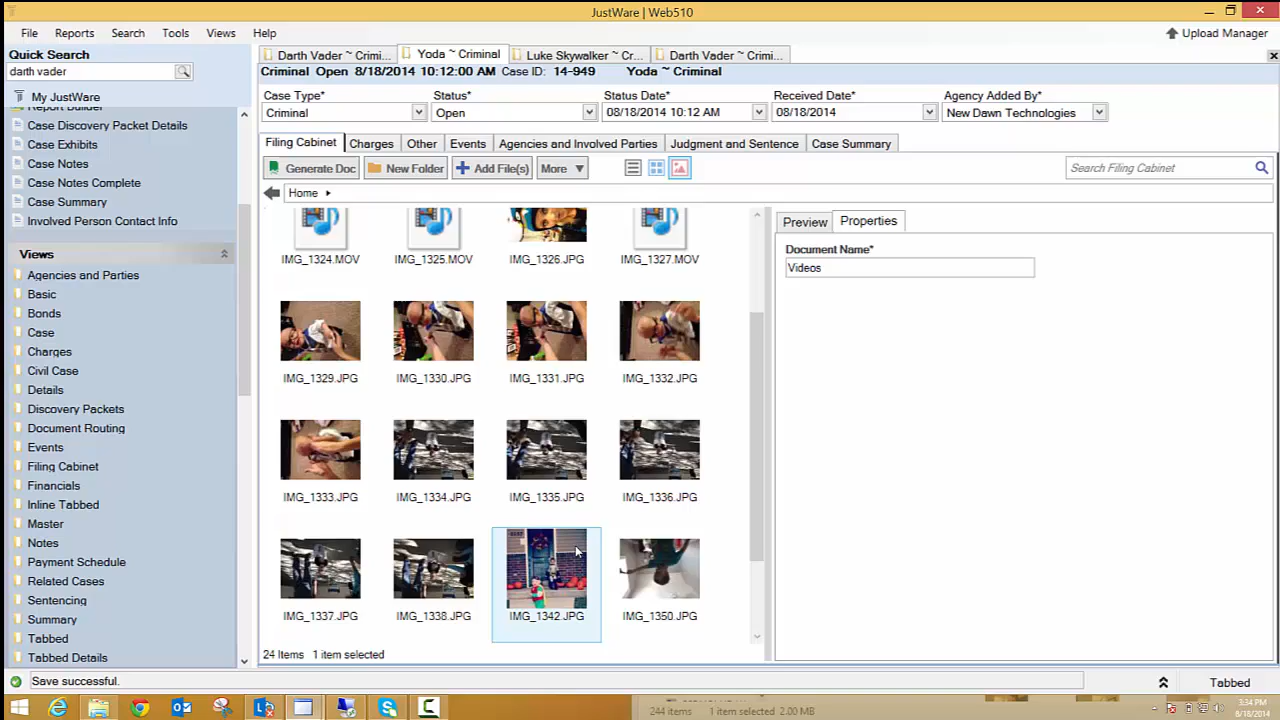 JustWare | Web510
File Reports Search Tools Views Help
Upload Manager
Quick Search
darth vader
My JustWare
Report Builder
Case Discovery Packet Details
Case Exhibits
Case Notes
Case Notes Complete
Case Summary
Involved Person Contact Info
Views
Agencies and Parties
Basic
Bonds
Case
Charges
Civil Case
Details
Discovery Packets
Document Routing
Events
Filing Cabinet
Financials
Inline Tabbed
Master
Notes
Payment Schedule
Related Cases
Sentencing
Summary
Tabbed
Tabbed Details
Darth Vader ~ Crimi... Yoda ~ Criminal Luke Skywalker ~ Cr... Darth Vader ~ Crimi...
Criminal Open 8/18/2014 10:12:00 AM Case ID: 14-949 Yoda ~ Criminal
Case Type* Status* Status Date* Received Date* Agency Added By*
Criminal Open 08/18/2014 10:12 AM 08/18/2014 New Dawn Technologies
Filing Cabinet Charges Other Events Agencies and Involved Parties Judgment and Sentence Case Summary
Generate Doc New Folder Add File(s) More Search Filing Cabinet
Home
IMG_1324.MOV IMG_1325.MOV IMG_1326.JPG IMG_1327.MOV
IMG_1329.JPG IMG_1330.JPG IMG_1331.JPG IMG_1332.JPG
IMG_1333.JPG IMG_1334.JPG IMG_1335.JPG IMG_1336.JPG
IMG_1337.JPG IMG_1338.JPG IMG_1342.JPG IMG_1350.JPG
24 Items 1 item selected
Preview Properties
Document Name*
Videos
Save successful.
Tabbed
244 items 1 item selected 2.00 MB
3:34 PM
8/18/2014